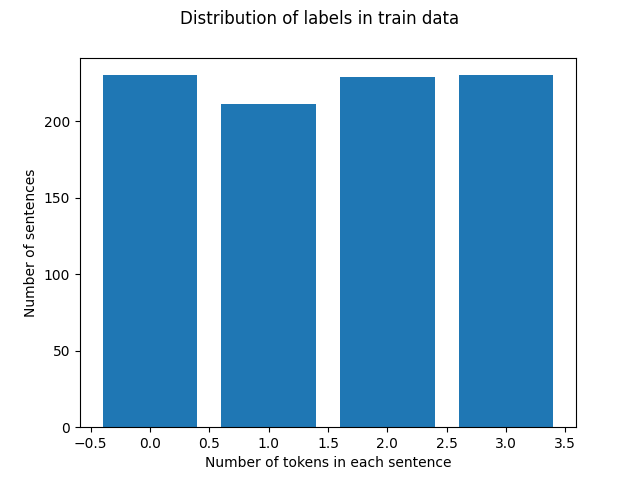 Distribution of labels in train data
Number of sentences
200
150
100
50
0
−0.5 0.0 0.5 1.0 1.5 2.0 2.5 3.0 3.5
Number of tokens in each sentence